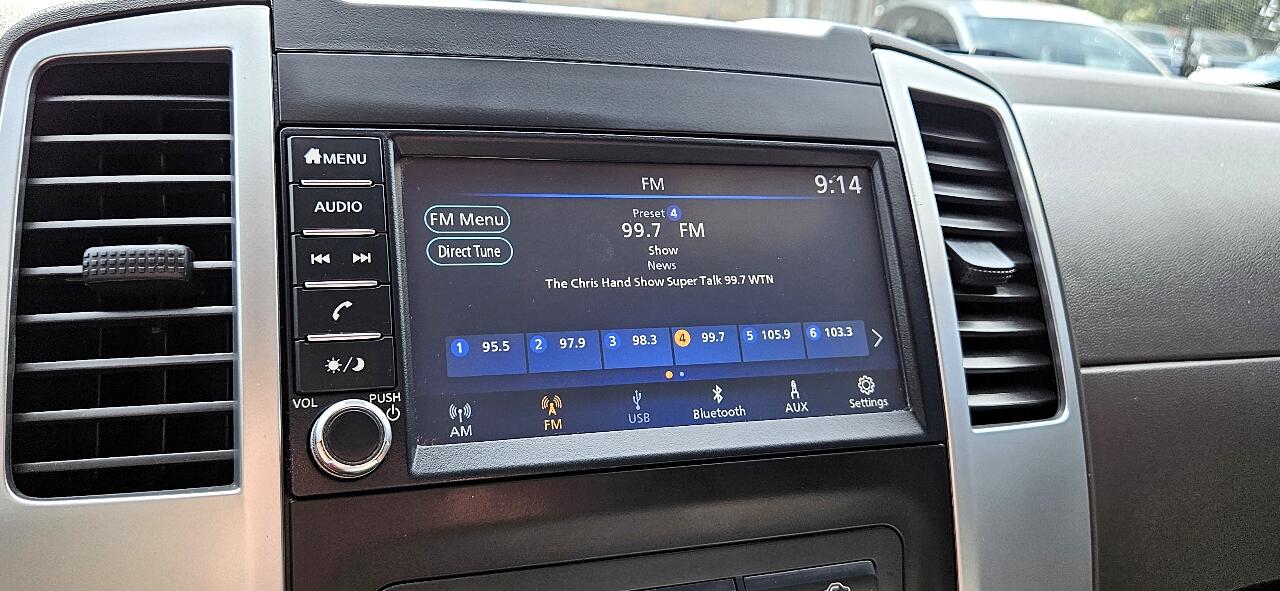 MENU
AUDIO
VOL
PUSH
FM
9:14
FM Menu
Direct Tune
Preset 4
99.7 FM
Show
News
The Chris Hand Show Super Talk 99.7 WTN
1 95.5 2 97.9 3 98.3 4 99.7 5 105.9 6 103.3
AM FM USB Bluetooth AUX Settings